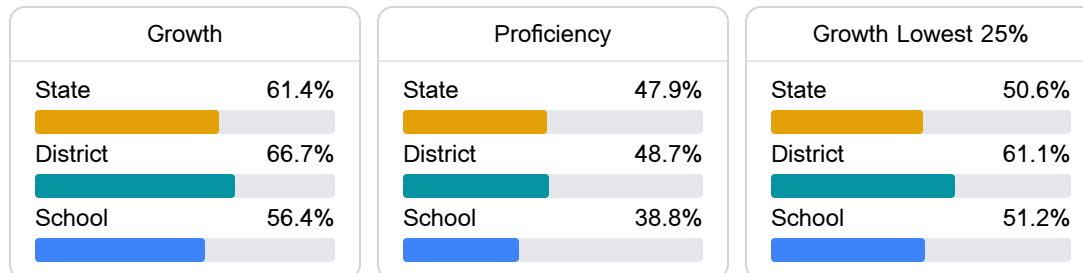 Growth
State 61.4%
District 66.7%
School 56.4%
Proficiency
State 47.9%
District 48.7%
School 38.8%
Growth Lowest 25%
State 50.6%
District 61.1%
School 51.2%